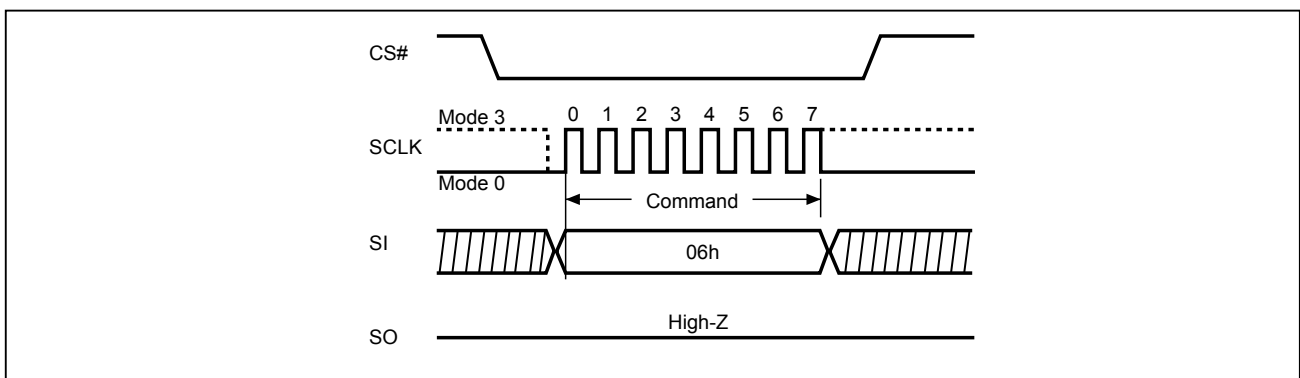 CS#
Mode 3
0 1 2 3 4 5 6 7
SCLK
Mode 0
Command
SI
06h
High-Z
SO